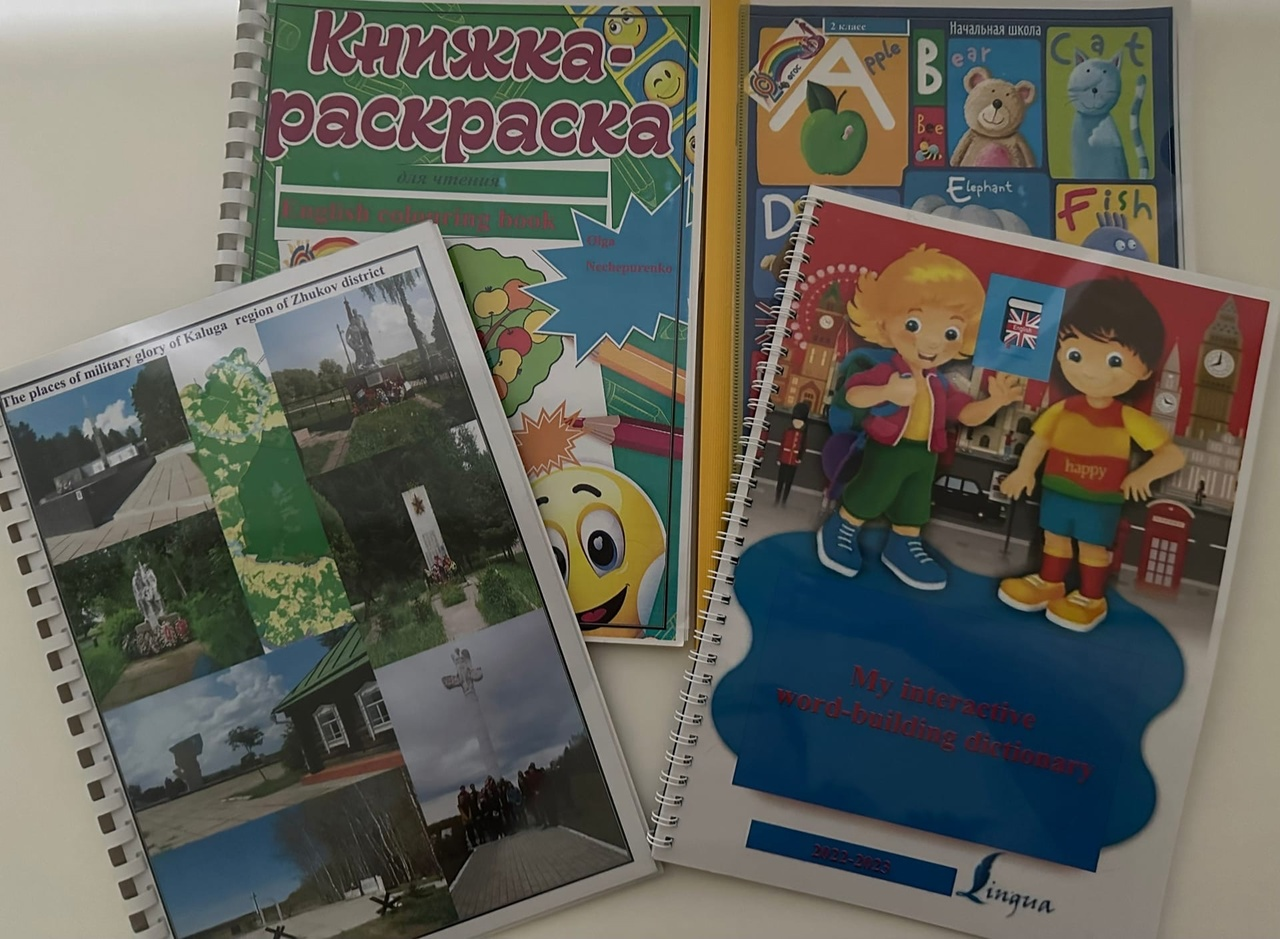 Книжка-
раскраска
для чтения
English colouring book
Olga
Nechepurenko
2 класс
Начальная школа
ФГОС
Apple
B
Bear
Cat
Bee
D
Elephant
Fish
The places of military glory of Kaluga region of Zhukov district
English
happy
My interactive
word-building dictionary
2022-2023
Lingua